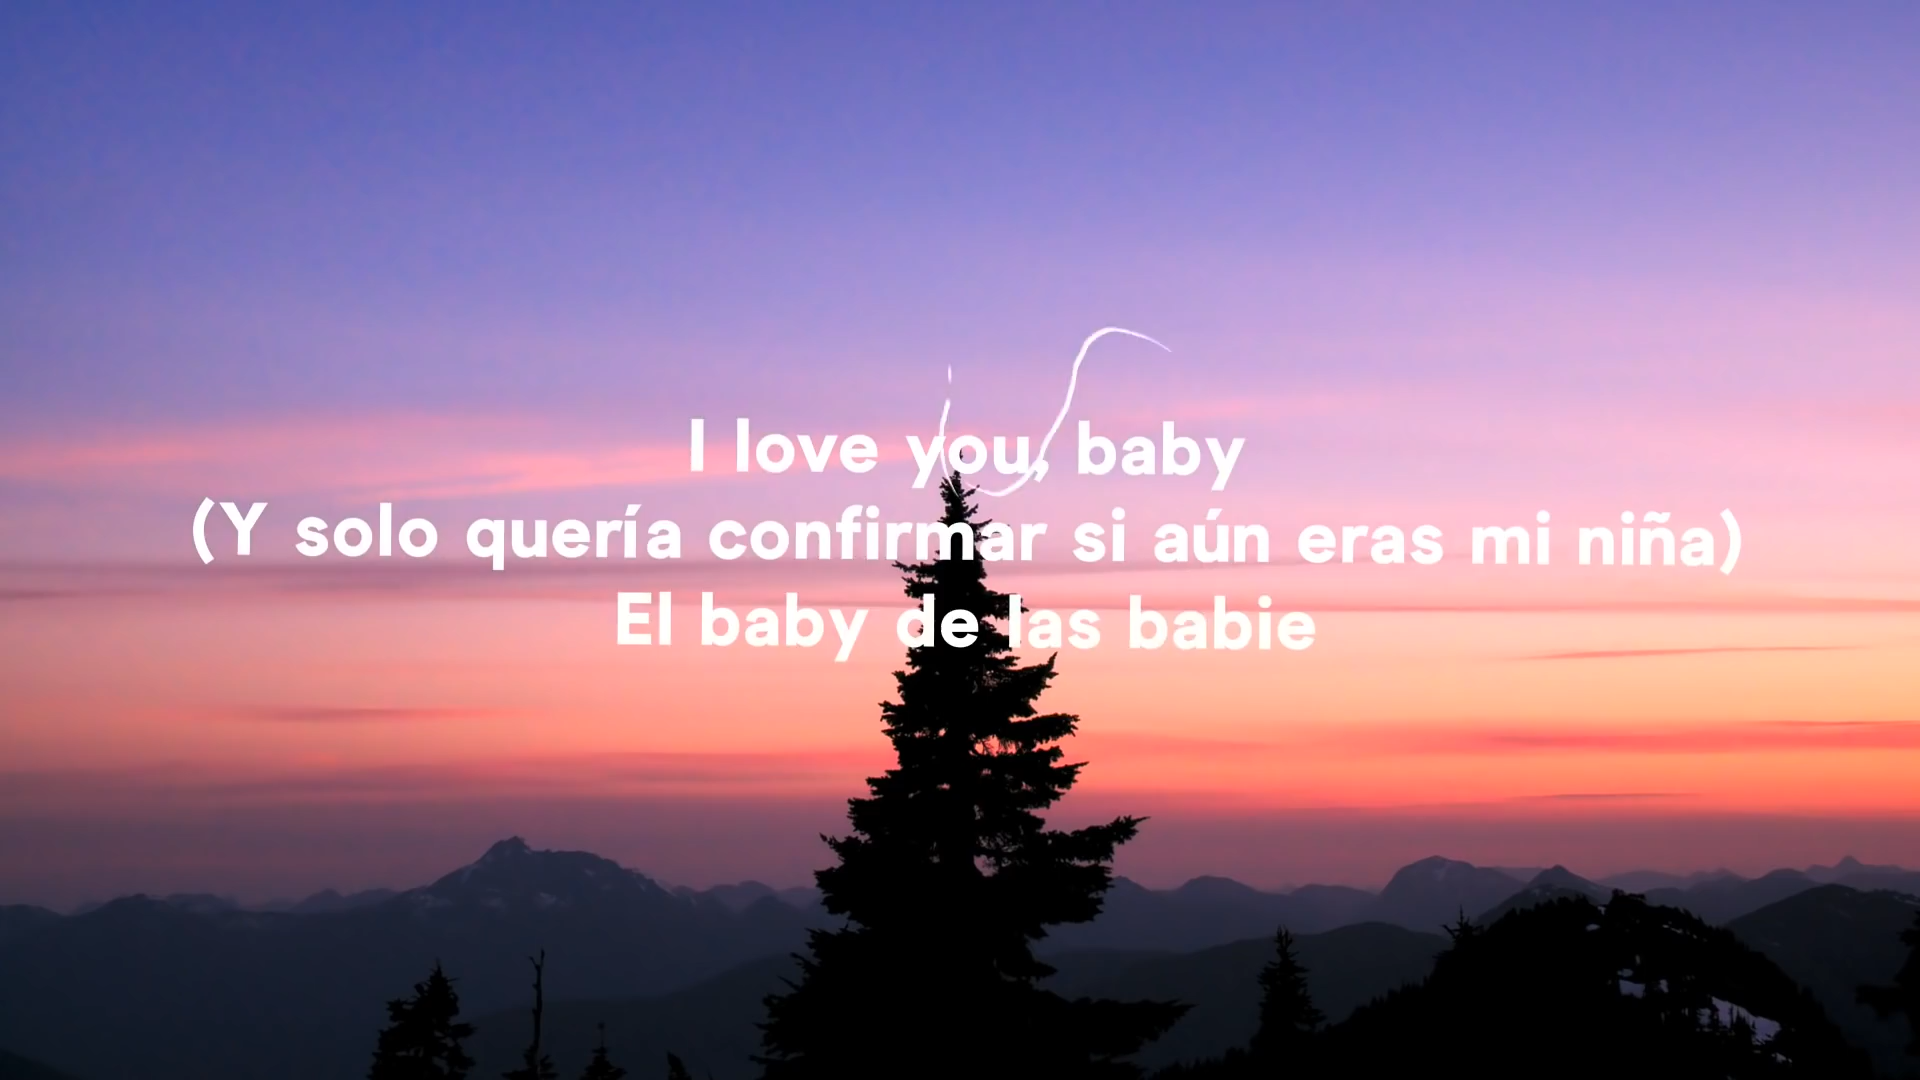 I love you, baby
(Y solo quería confirmar si aún eras mi niña)
El baby de las babie